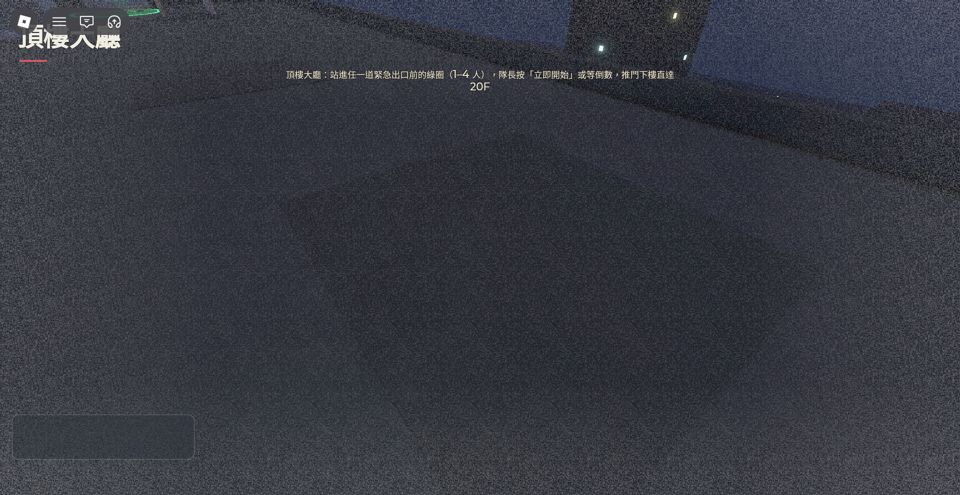 頂樓大廳
頂樓大廳：站進任一道緊急出口前的綠圈（1–4 人），隊長按「立即開始」或等倒數，推門下樓直達
20F